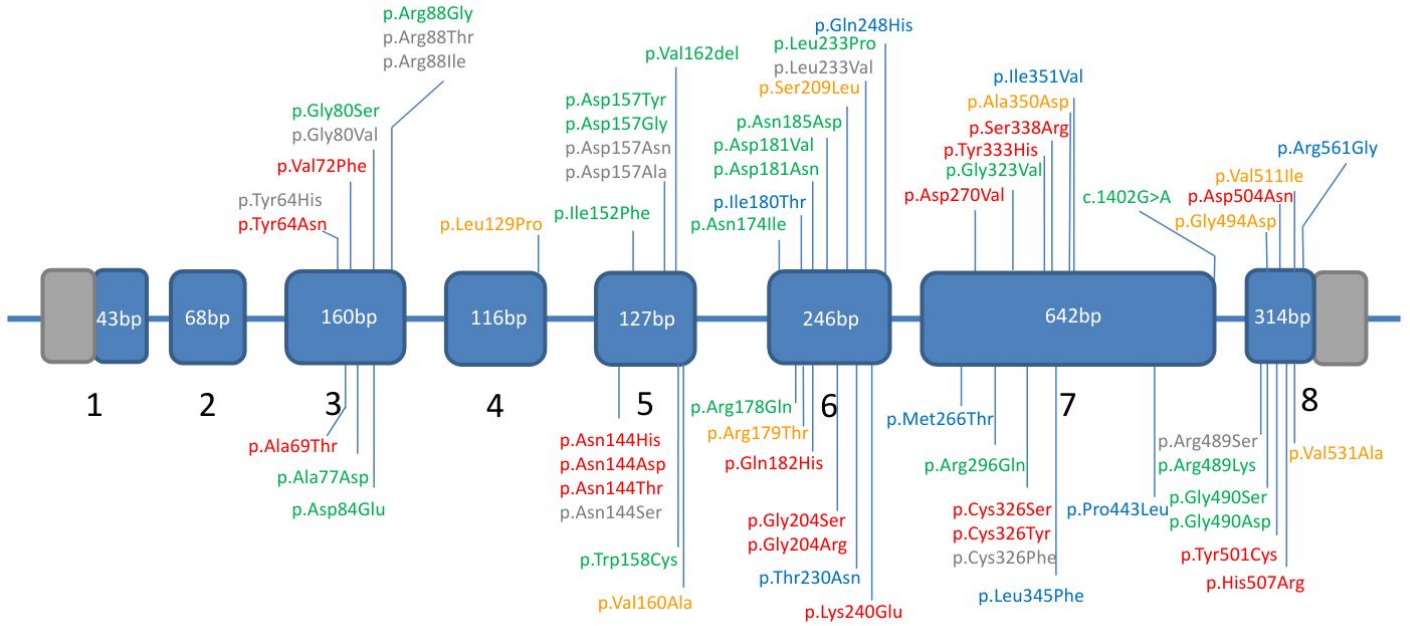 p.Arg88Gly
p.Arg88Thr
p.Arg88Ile
p.Gly80Ser
p.Gly80Val
p.Val72Phe
p.Tyr64His
p.Tyr64Asn
p.Leu129Pro
p.Val162del
p.Asp157Tyr
p.Asp157Gly
p.Asp157Asn
p.Asp157Ala
p.Ile152Phe
p.Gln248His
p.Leu233Pro
p.Leu233Val
p.Ser209Leu
p.Asn185Asp
p.Asp181Val
p.Asp181Asn
p.Ile180Thr
p.Asn174Ile
p.Ile351Val
p.Ala350Asp
p.Ser338Arg
p.Tyr333His
p.Gly323Val
p.Asp270Val
c.1402G>A
p.Arg561Gly
p.Val511Ile
p.Asp504Asn
p.Gly494Asp
43bp
68bp
160bp
116bp
127bp
246bp
642bp
314bp
1
2
3
4
5
6
7
8
p.Ala69Thr
p.Ala77Asp
p.Asp84Glu
p.Asn144His
p.Asn144Asp
p.Asn144Thr
p.Asn144Ser
p.Trp158Cys
p.Val160Ala
p.Arg178Gln
p.Arg179Thr
p.Gln182His
p.Gly204Ser
p.Gly204Arg
p.Thr230Asn
p.Lys240Glu
p.Met266Thr
p.Arg296Gln
p.Cys326Ser
p.Cys326Tyr
p.Cys326Phe
p.Leu345Phe
p.Pro443Leu
p.Arg489Ser
p.Arg489Lys
p.Gly490Ser
p.Gly490Asp
p.Tyr501Cys
p.His507Arg
p.Val531Ala